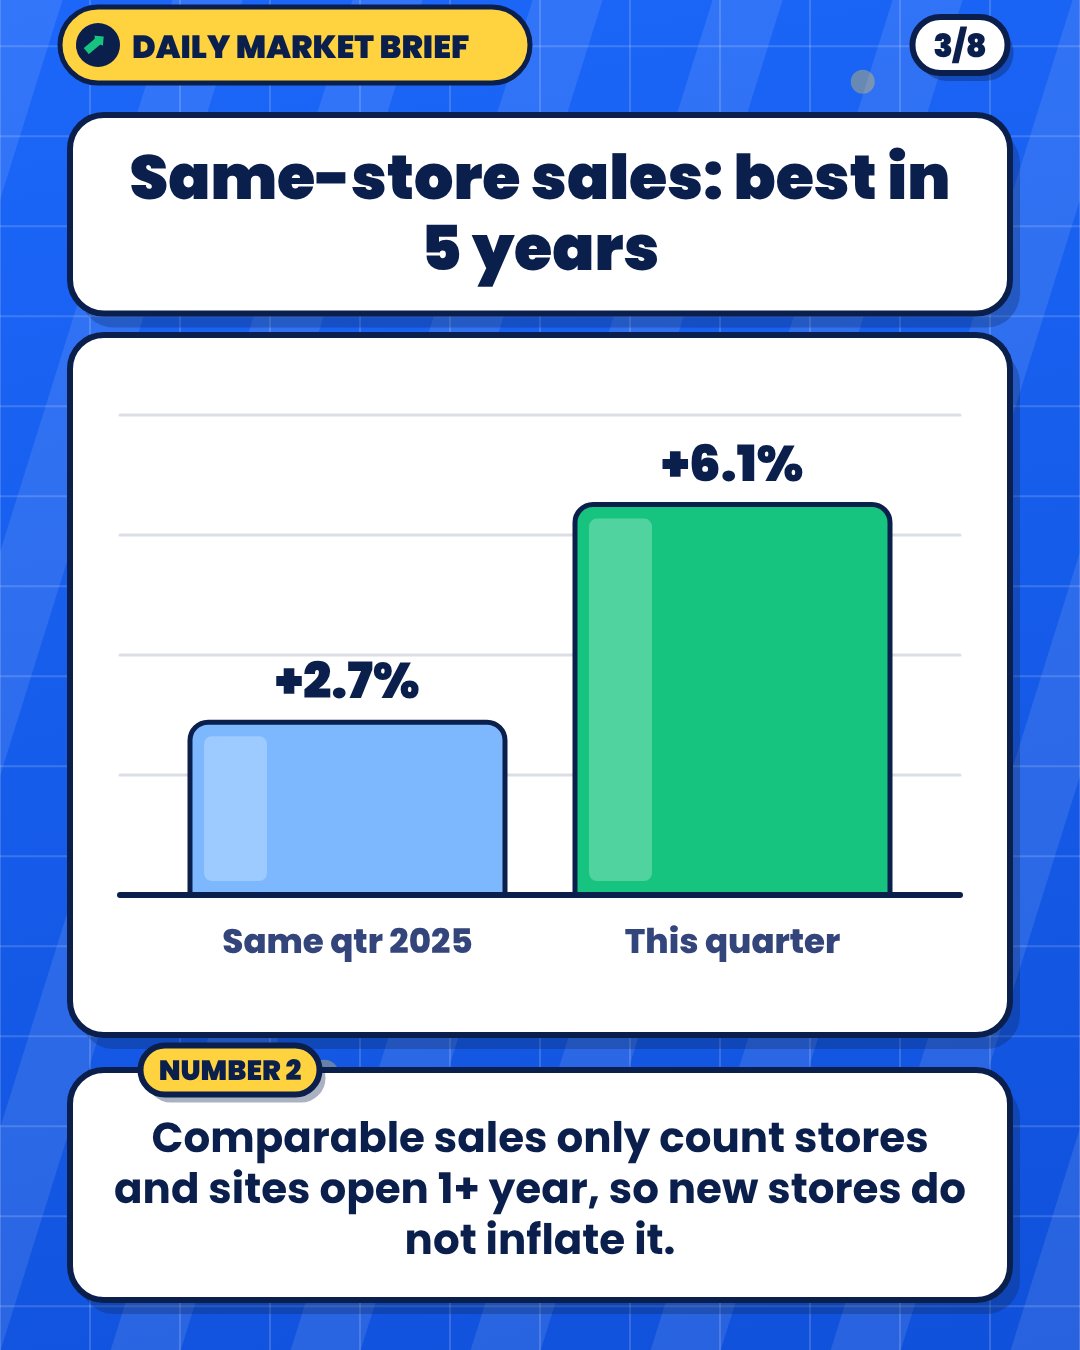 DAILY MARKET BRIEF
3/8
Same-store sales: best in
5 years
+6.1%
+2.7%
Same qtr 2025
This quarter
NUMBER 2
Comparable sales only count stores
and sites open 1+ year, so new stores do
not inflate it.